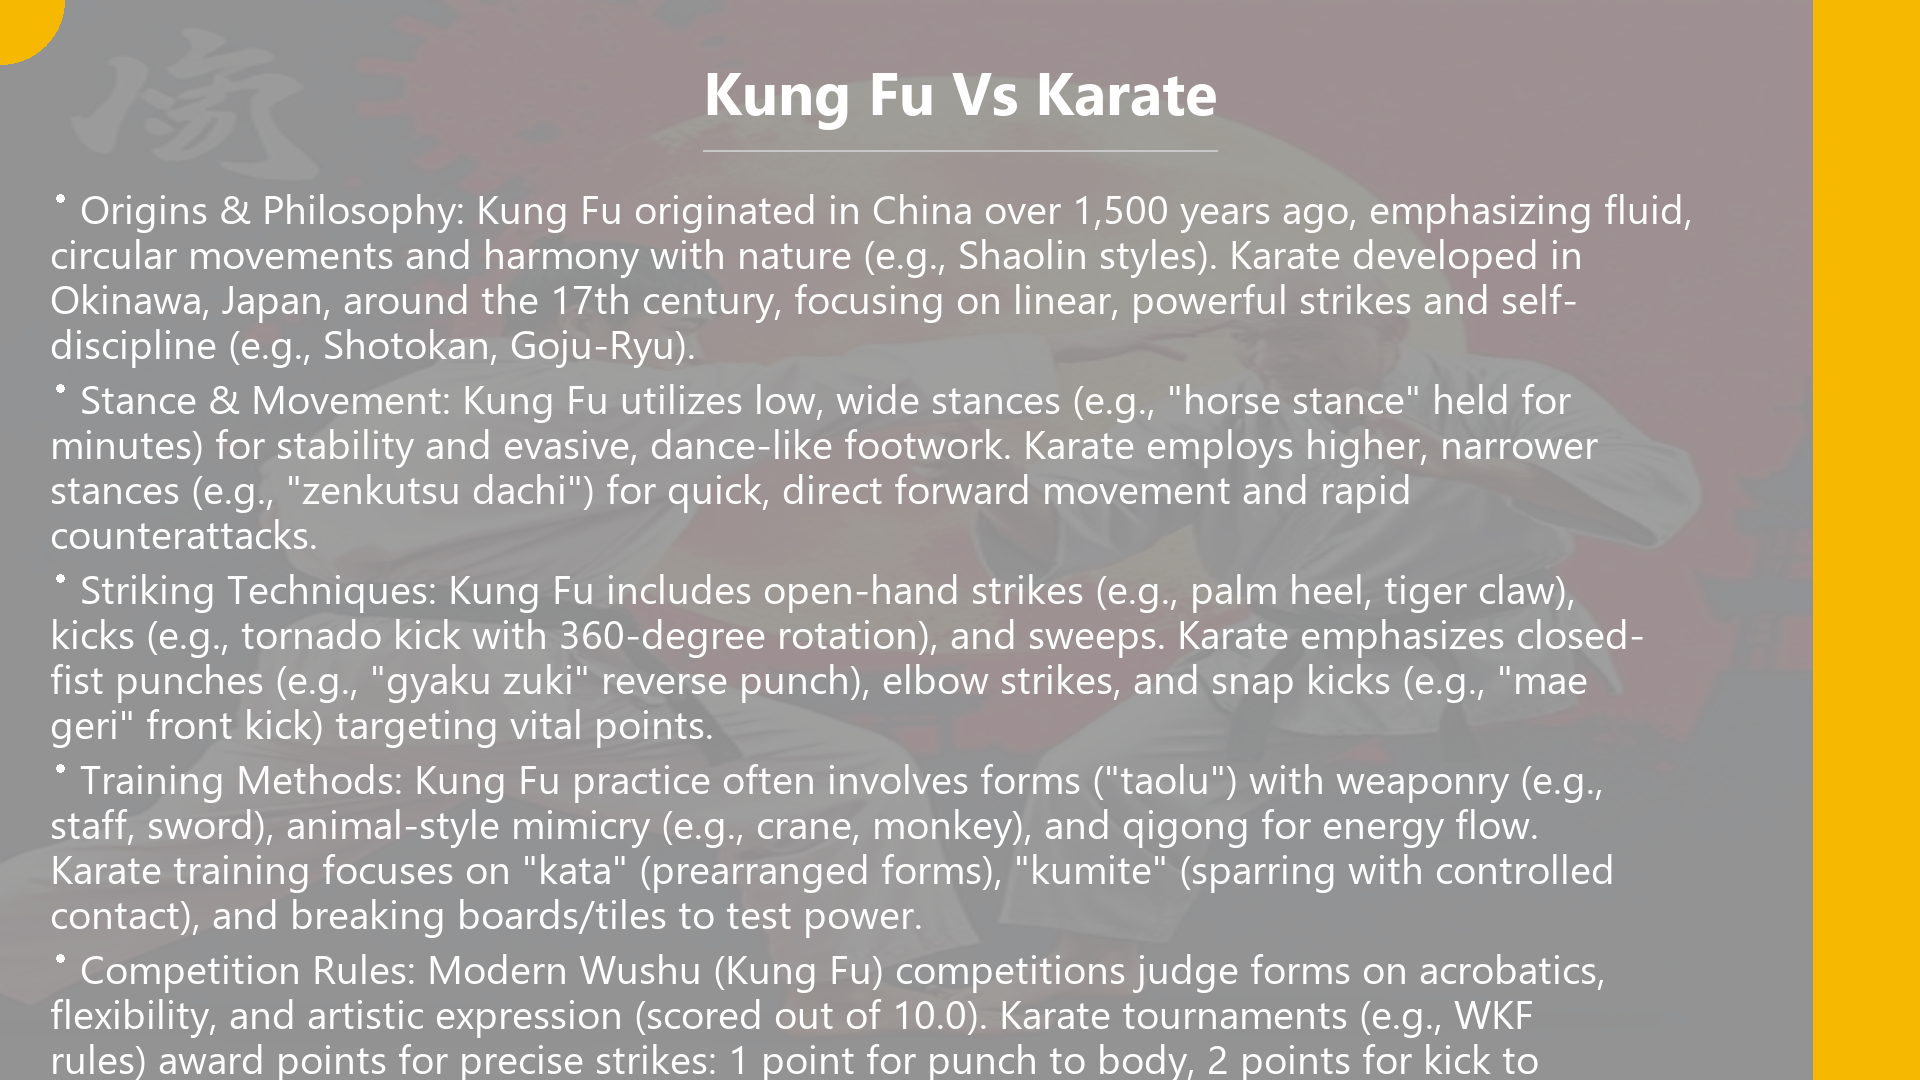 Kung Fu Vs Karate
• Origins & Philosophy: Kung Fu originated in China over 1,500 years ago, emphasizing fluid,
circular movements and harmony with nature (e.g., Shaolin styles). Karate developed in
Okinawa, Japan, around the 17th century, focusing on linear, powerful strikes and self-
discipline (e.g., Shotokan, Goju-Ryu).
• Stance & Movement: Kung Fu utilizes low, wide stances (e.g., "horse stance" held for
minutes) for stability and evasive, dance-like footwork. Karate employs higher, narrower
stances (e.g., "zenkutsu dachi") for quick, direct forward movement and rapid
counterattacks.
• Striking Techniques: Kung Fu includes open-hand strikes (e.g., palm heel, tiger claw),
kicks (e.g., tornado kick with 360-degree rotation), and sweeps. Karate emphasizes closed-
fist punches (e.g., "gyaku zuki" reverse punch), elbow strikes, and snap kicks (e.g., "mae
geri" front kick) targeting vital points.
• Training Methods: Kung Fu practice often involves forms ("taolu") with weaponry (e.g.,
staff, sword), animal-style mimicry (e.g., crane, monkey), and qigong for energy flow.
Karate training focuses on "kata" (prearranged forms), "kumite" (sparring with controlled
contact), and breaking boards/tiles to test power.
• Competition Rules: Modern Wushu (Kung Fu) competitions judge forms on acrobatics,
flexibility, and artistic expression (scored out of 10.0). Karate tournaments (e.g., WKF
rules) award points for precise strikes: 1 point for punch to body, 2 points for kick to